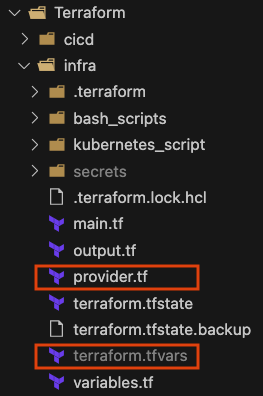 Terraform
cicd
infra
.terraform
bash_scripts
kubernetes_script
secrets
.terraform.lock.hcl
main.tf
output.tf
provider.tf
terraform.tfstate
terraform.tfstate.backup
terraform.tfvars
variables.tf